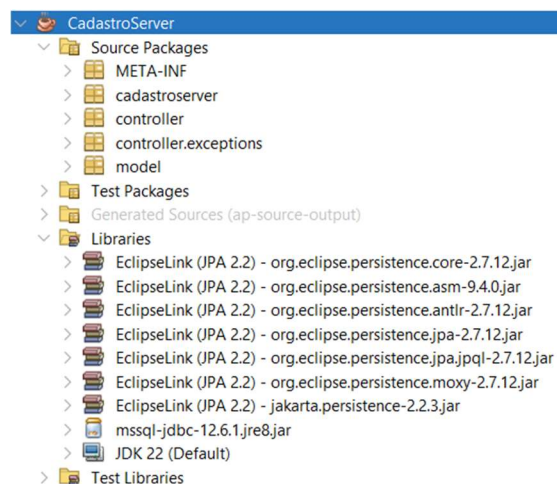 CadastroServer
Source Packages
META-INF
cadastroserver
controller
controller.exceptions
model
Test Packages
Generated Sources (ap-source-output)
Libraries
EclipseLink (JPA 2.2) - org.eclipse.persistence.core-2.7.12.jar
EclipseLink (JPA 2.2) - org.eclipse.persistence.asm-9.4.0.jar
EclipseLink (JPA 2.2) - org.eclipse.persistence.antlr-2.7.12.jar
EclipseLink (JPA 2.2) - org.eclipse.persistence.jpa-2.7.12.jar
EclipseLink (JPA 2.2) - org.eclipse.persistence.jpa.jpql-2.7.12.jar
EclipseLink (JPA 2.2) - org.eclipse.persistence.moxy-2.7.12.jar
EclipseLink (JPA 2.2) - jakarta.persistence-2.2.3.jar
mssql-jdbc-12.6.1.jre8.jar
JDK 22 (Default)
Test Libraries